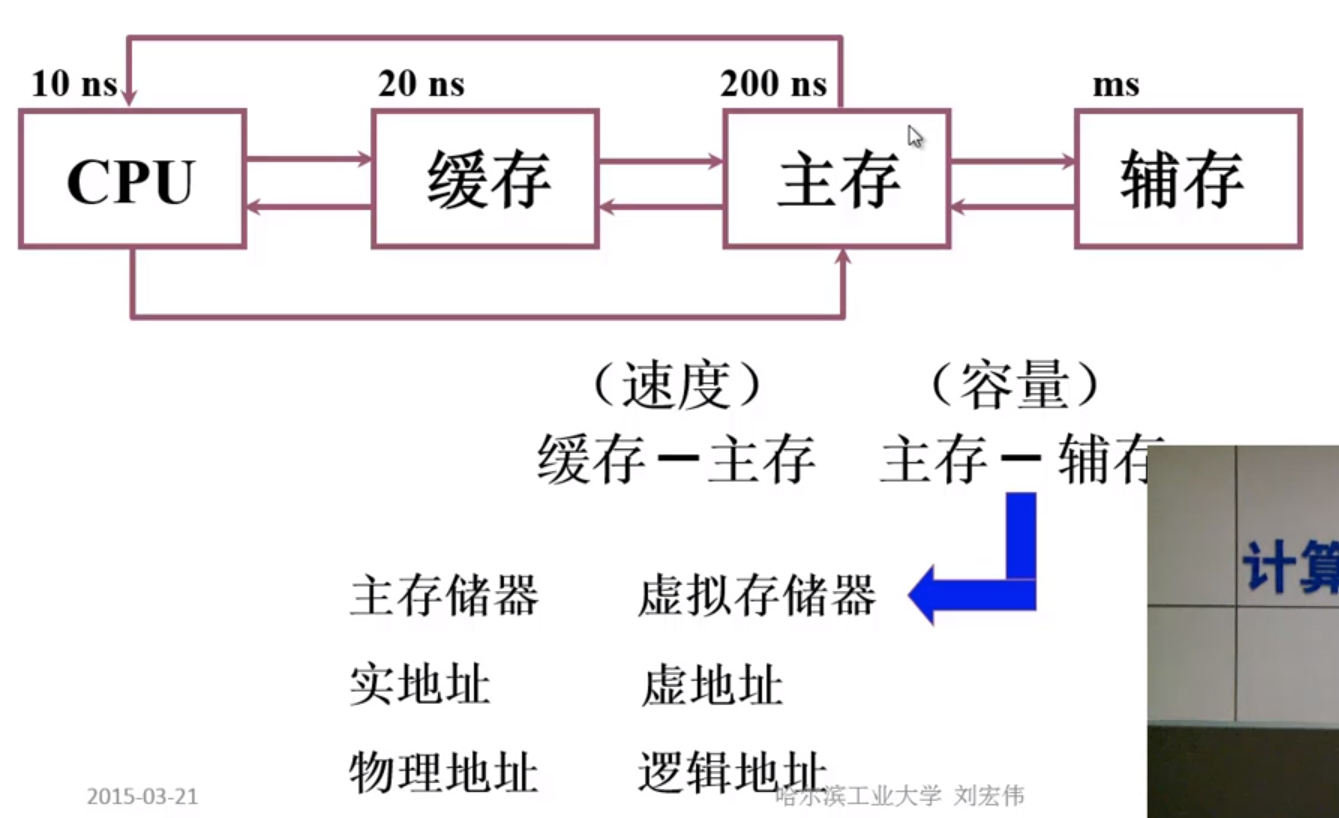 10 ns 20 ns 200 ns ms
CPU 缓存 主存 辅存
（速度） （容量）
缓存－主存 主存－辅存
主存储器 虚拟存储器
实地址 虚地址
物理地址 逻辑地址
2015-03-21 哈尔滨工业大学 刘宏伟
计算